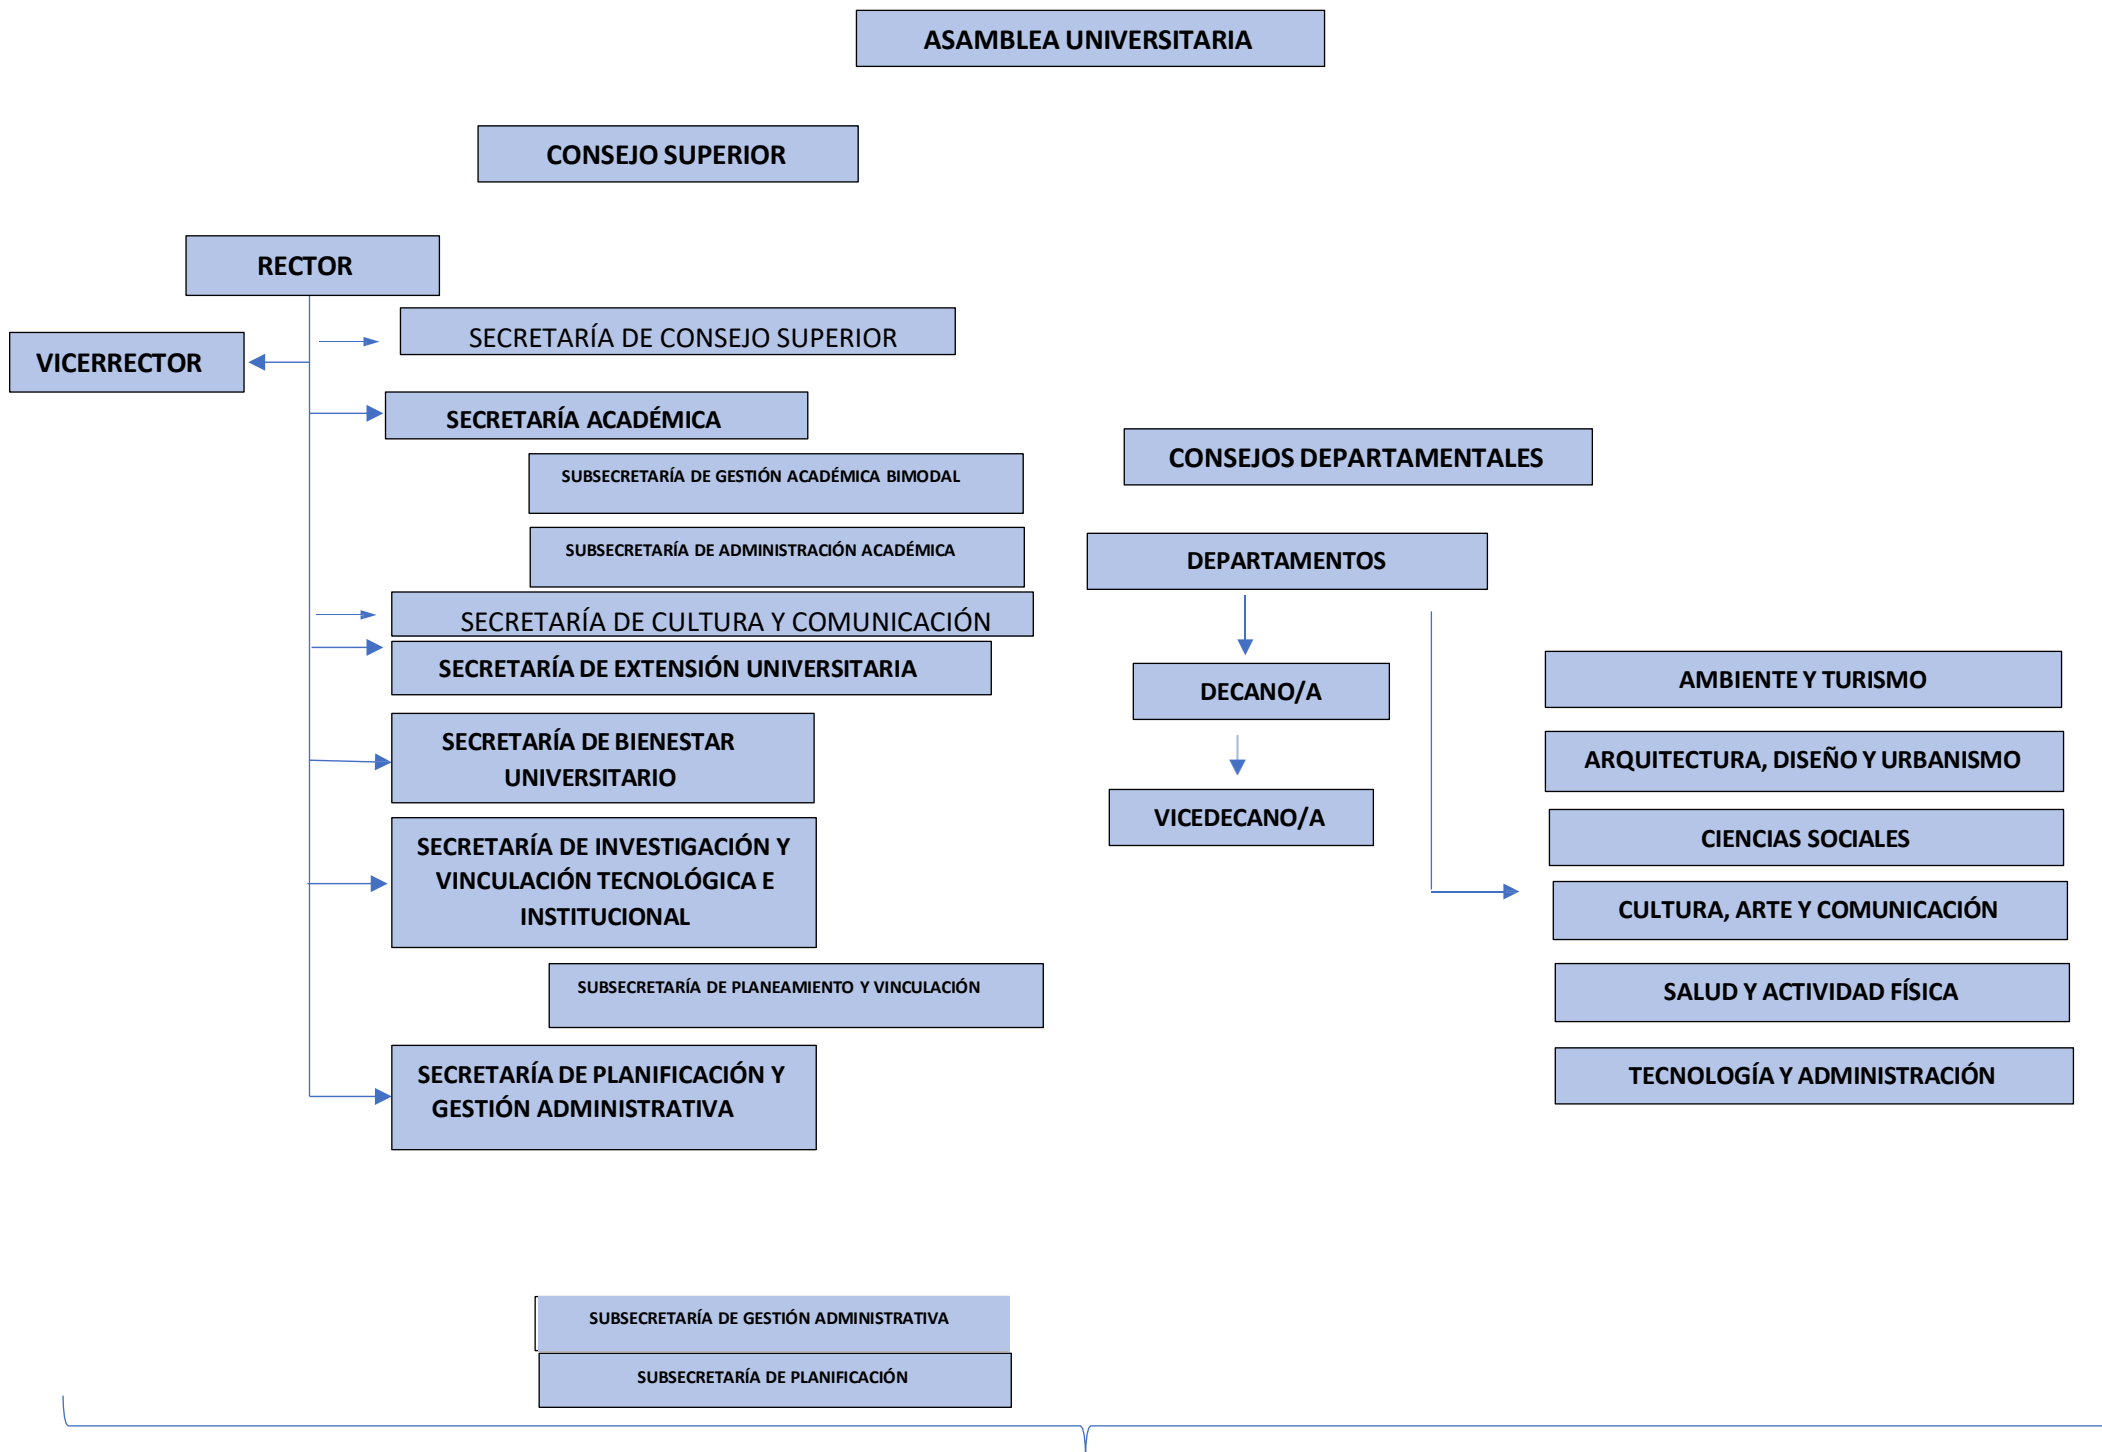 ASAMBLEA UNIVERSITARIA
CONSEJO SUPERIOR
RECTOR
SECRETARÍA DE CONSEJO SUPERIOR
VICERRECTOR
SECRETARÍA ACADÉMICA
SUBSECRETARÍA DE GESTIÓN ACADÉMICA BIMODAL
SUBSECRETARÍA DE ADMINISTRACIÓN ACADÉMICA
SECRETARÍA DE CULTURA Y COMUNICACIÓN
SECRETARÍA DE EXTENSIÓN UNIVERSITARIA
SECRETARÍA DE BIENESTAR
UNIVERSITARIO
SECRETARÍA DE INVESTIGACIÓN Y
VINCULACIÓN TECNOLÓGICA E
INSTITUCIONAL
SUBSECRETARÍA DE PLANEAMIENTO Y VINCULACIÓN
SECRETARÍA DE PLANIFICACIÓN Y
GESTIÓN ADMINISTRATIVA
SUBSECRETARÍA DE GESTIÓN ADMINISTRATIVA
SUBSECRETARÍA DE PLANIFICACIÓN
CONSEJOS DEPARTAMENTALES
DEPARTAMENTOS
DECANO/A
VICEDECANO/A
AMBIENTE Y TURISMO
ARQUITECTURA, DISEÑO Y URBANISMO
CIENCIAS SOCIALES
CULTURA, ARTE Y COMUNICACIÓN
SALUD Y ACTIVIDAD FÍSICA
TECNOLOGÍA Y ADMINISTRACIÓN